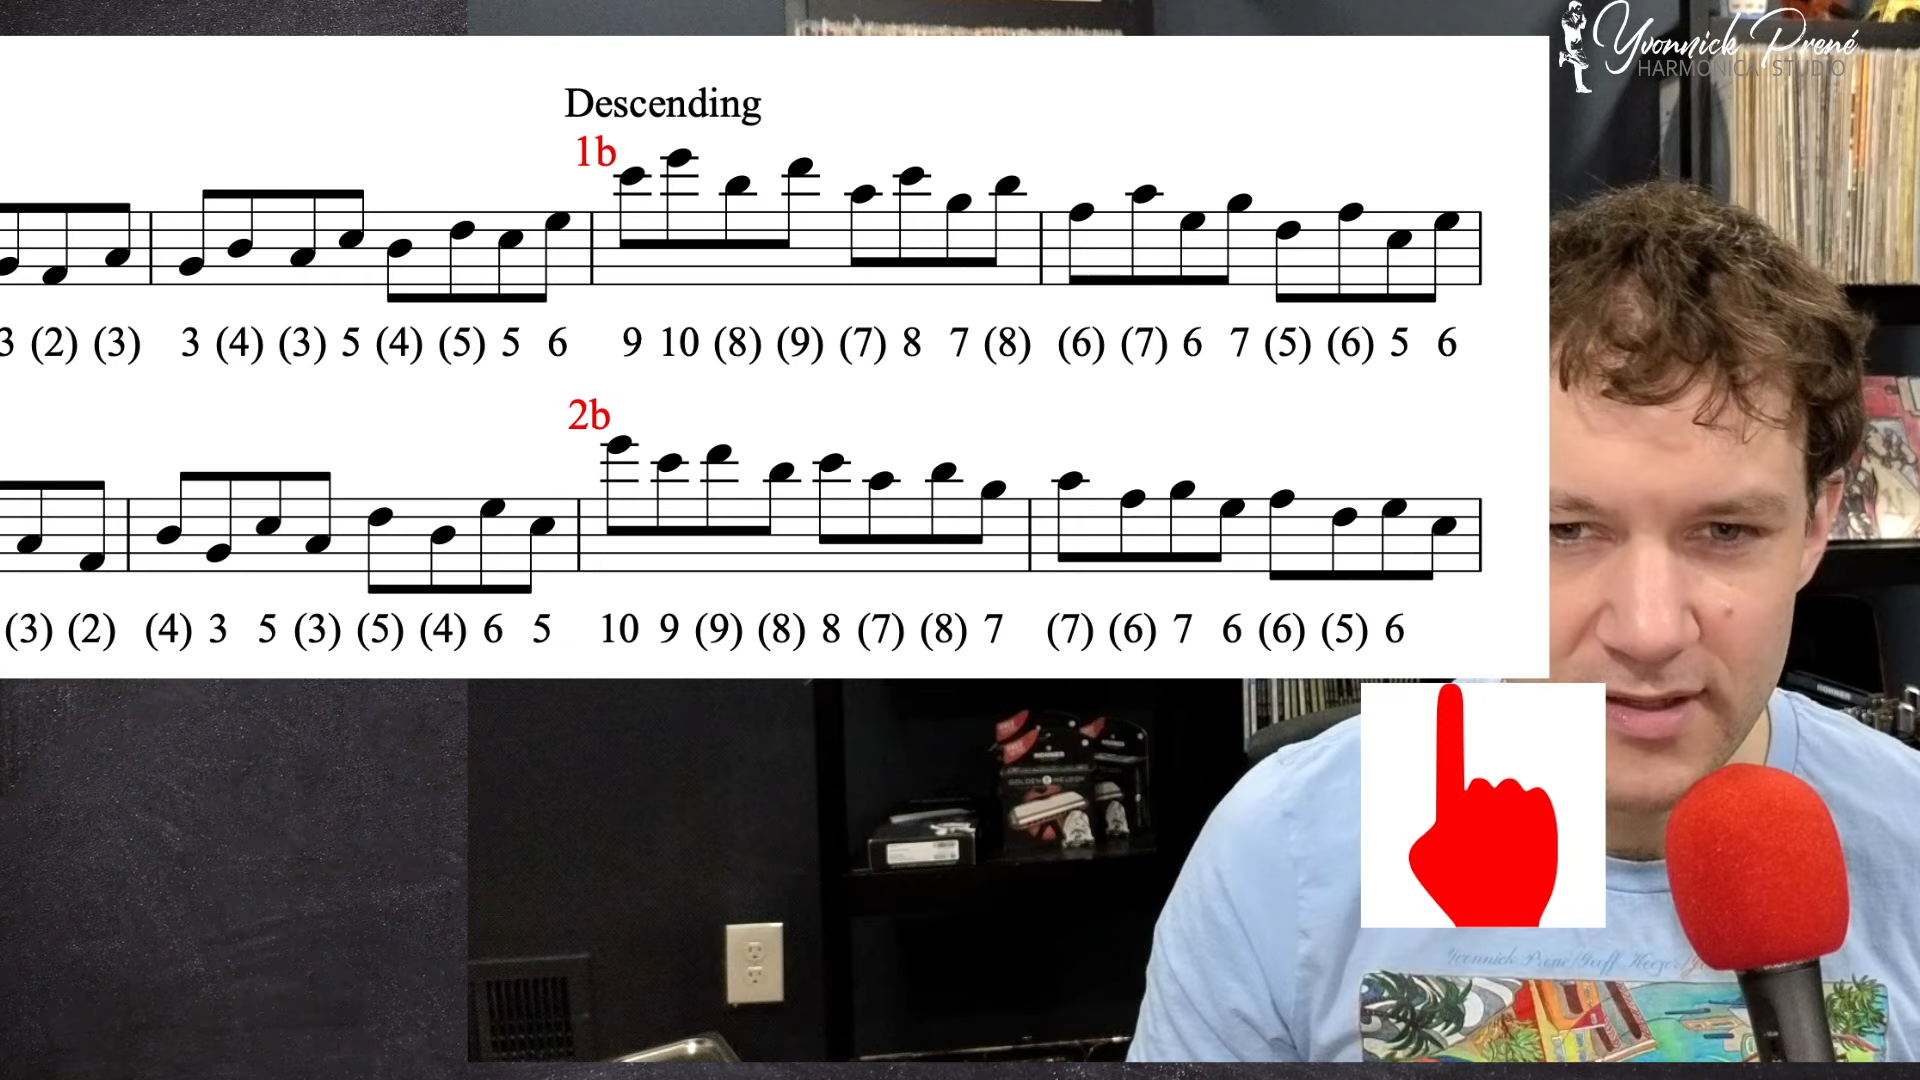 Yvonnick Prené
HARMONICA STUDIO
Descending
1b
3 (2) (3) 3 (4) (3) 5 (4) (5) 5 6 9 10 (8) (9) (7) 8 7 (8) (6) (7) 6 7 (5) (6) 5 6
2b
(3) (2) (4) 3 5 (3) (5) (4) 6 5 10 9 (9) (8) 8 (7) (8) 7 (7) (6) 7 6 (6) (5) 6
HOHNER
GOLDEN MELODY